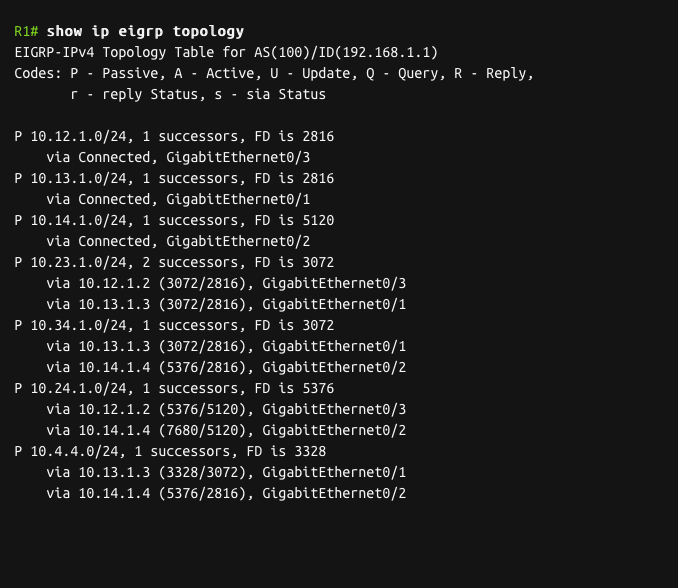 R1# show ip eigrp topology
EIGRP-IPv4 Topology Table for AS(100)/ID(192.168.1.1)
Codes: P - Passive, A - Active, U - Update, Q - Query, R - Reply,
       r - reply Status, s - sia Status

P 10.12.1.0/24, 1 successors, FD is 2816
    via Connected, GigabitEthernet0/3
P 10.13.1.0/24, 1 successors, FD is 2816
    via Connected, GigabitEthernet0/1
P 10.14.1.0/24, 1 successors, FD is 5120
    via Connected, GigabitEthernet0/2
P 10.23.1.0/24, 2 successors, FD is 3072
    via 10.12.1.2 (3072/2816), GigabitEthernet0/3
    via 10.13.1.3 (3072/2816), GigabitEthernet0/1
P 10.34.1.0/24, 1 successors, FD is 3072
    via 10.13.1.3 (3072/2816), GigabitEthernet0/1
    via 10.14.1.4 (5376/2816), GigabitEthernet0/2
P 10.24.1.0/24, 1 successors, FD is 5376
    via 10.12.1.2 (5376/5120), GigabitEthernet0/3
    via 10.14.1.4 (7680/5120), GigabitEthernet0/2
P 10.4.4.0/24, 1 successors, FD is 3328
    via 10.13.1.3 (3328/3072), GigabitEthernet0/1
    via 10.14.1.4 (5376/2816), GigabitEthernet0/2